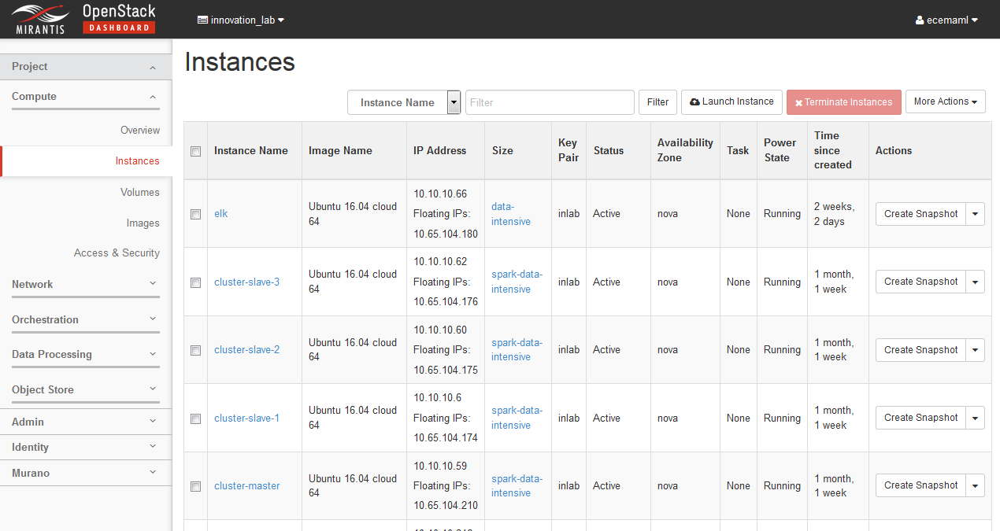 MIRANTIS
OpenStack
DASHBOARD
innovation_lab
ecemaml
Project
Compute
Overview
Instances
Volumes
Images
Access & Security
Network
Orchestration
Data Processing
Object Store
Admin
Identity
Murano
Instances
Instance Name Filter Filter Launch Instance Terminate Instances More Actions
Instance Name Image Name IP Address Size Key Pair Status Availability Zone Task Power State Time since created Actions
elk Ubuntu 16.04 cloud 64 10.10.10.66 Floating IPs: 10.65.104.180 data-intensive inlab Active nova None Running 2 weeks, 2 days Create Snapshot
cluster-slave-3 Ubuntu 16.04 cloud 64 10.10.10.62 Floating IPs: 10.65.104.176 spark-data-intensive inlab Active nova None Running 1 month, 1 week Create Snapshot
cluster-slave-2 Ubuntu 16.04 cloud 64 10.10.10.60 Floating IPs: 10.65.104.175 spark-data-intensive inlab Active nova None Running 1 month, 1 week Create Snapshot
cluster-slave-1 Ubuntu 16.04 cloud 64 10.10.10.6 Floating IPs: 10.65.104.174 spark-data-intensive inlab Active nova None Running 1 month, 1 week Create Snapshot
cluster-master Ubuntu 16.04 cloud 64 10.10.10.59 Floating IPs: 10.65.104.210 spark-data-intensive inlab Active nova None Running 1 month, 1 week Create Snapshot